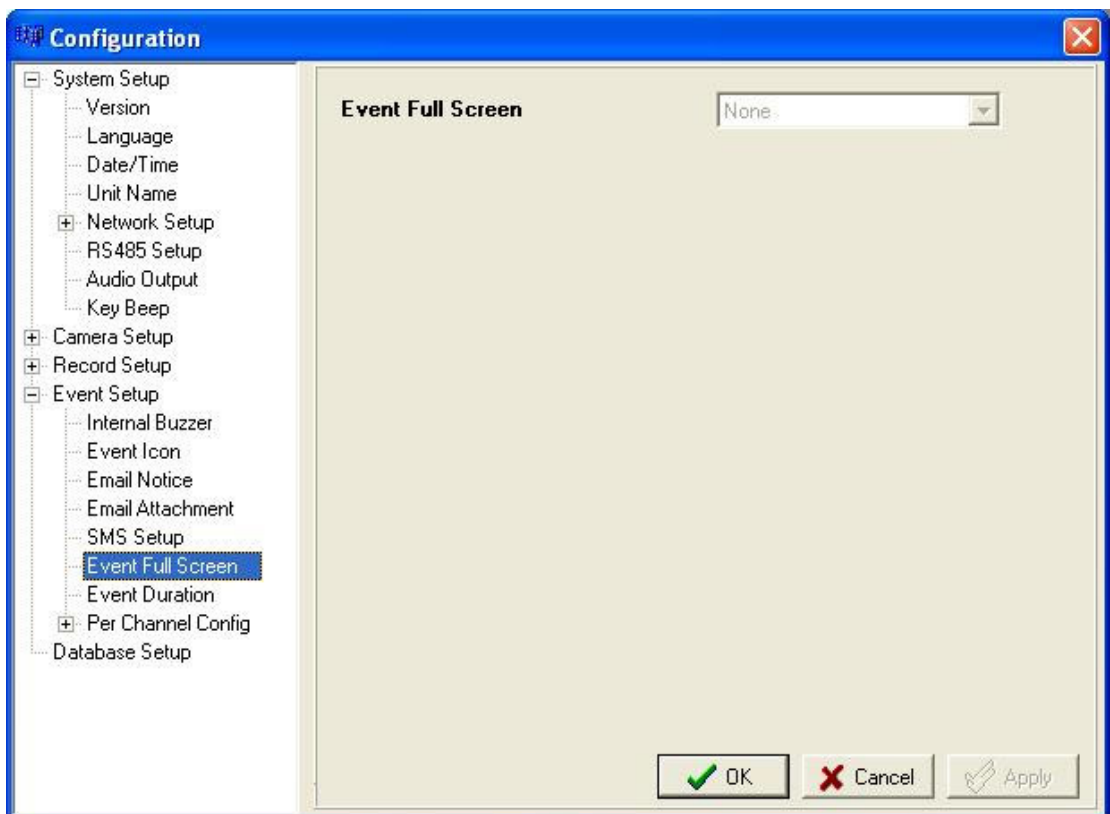 Configuration
System Setup
Version
Language
Date/Time
Unit Name
Network Setup
RS485 Setup
Audio Output
Key Beep
Camera Setup
Record Setup
Event Setup
Internal Buzzer
Event Icon
Email Notice
Email Attachment
SMS Setup
Event Full Screen
Event Duration
Per Channel Config
Database Setup
Event Full Screen None
OK Cancel Apply